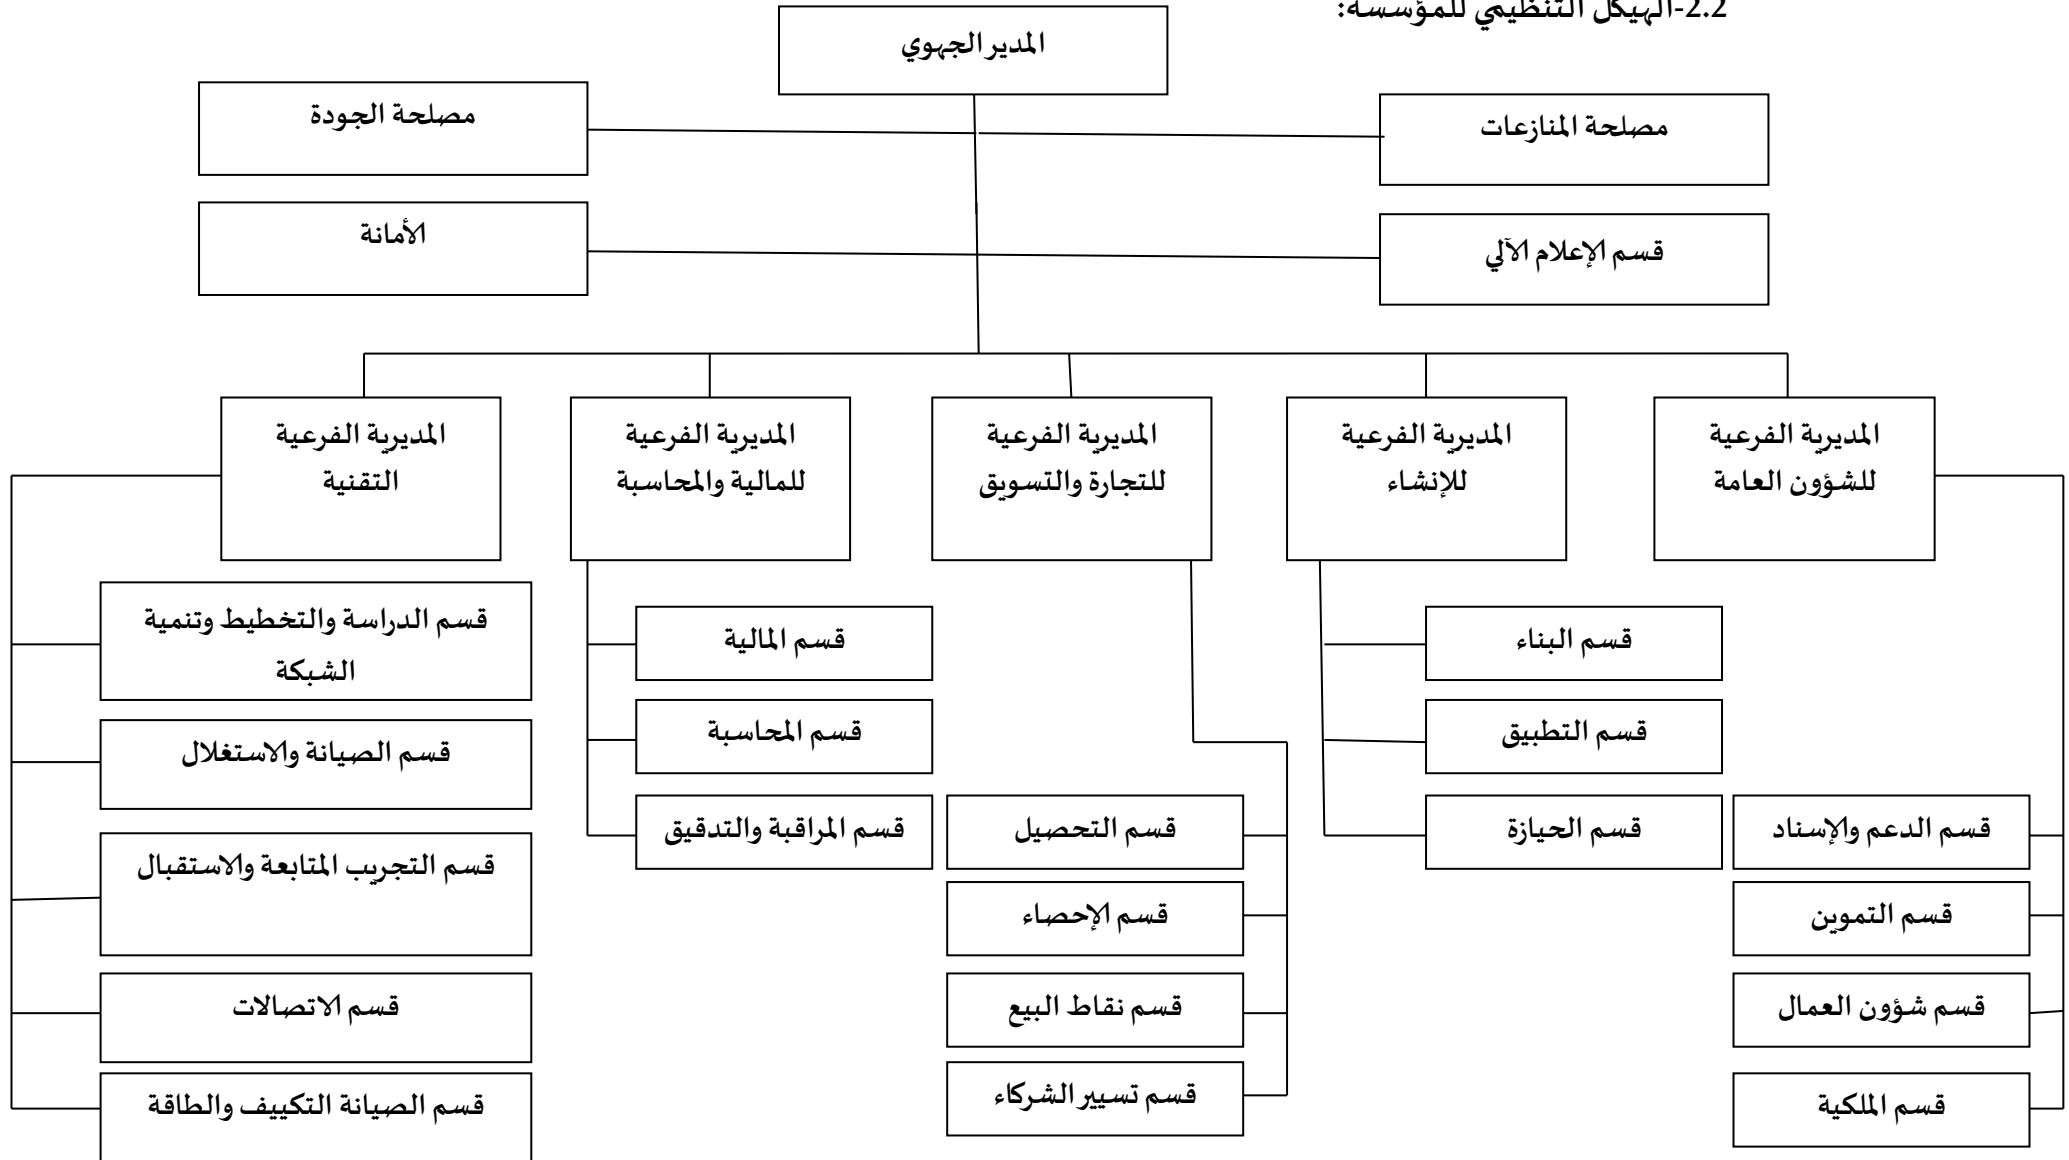 2.2-الهيكل التنظيمي للمؤسسة:
المدير الجهوي
مصلحة المنازعات
مصلحة الجودة
قسم الإعلام الآلي
الأمانة
المديرية الفرعية
للشؤون العامة
المديرية الفرعية
للإنشاء
المديرية الفرعية
للتجارة والتسويق
المديرية الفرعية
للمالية والمحاسبة
المديرية الفرعية
التقنية
قسم الدعم والإسناد
قسم التموين
قسم شؤون العمال
قسم الملكية
قسم البناء
قسم التطبيق
قسم الحيازة
قسم التحصيل
قسم الإحصاء
قسم نقاط البيع
قسم تسيير الشركاء
قسم المالية
قسم المحاسبة
قسم المراقبة والتدقيق
قسم الدراسة والتخطيط وتنمية
الشبكة
قسم الصيانة والاستغلال
قسم التجريب المتابعة والاستقبال
قسم الاتصالات
قسم الصيانة التكييف والطاقة